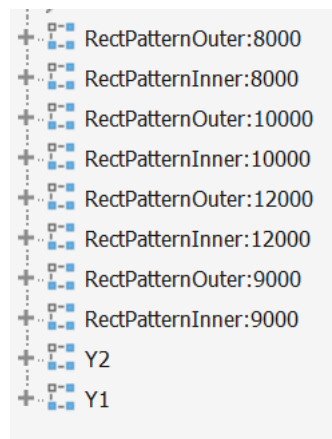 RectPatternOuter:8000
RectPatternInner:8000
RectPatternOuter:10000
RectPatternInner:10000
RectPatternOuter:12000
RectPatternInner:12000
RectPatternOuter:9000
RectPatternInner:9000
Y2
Y1